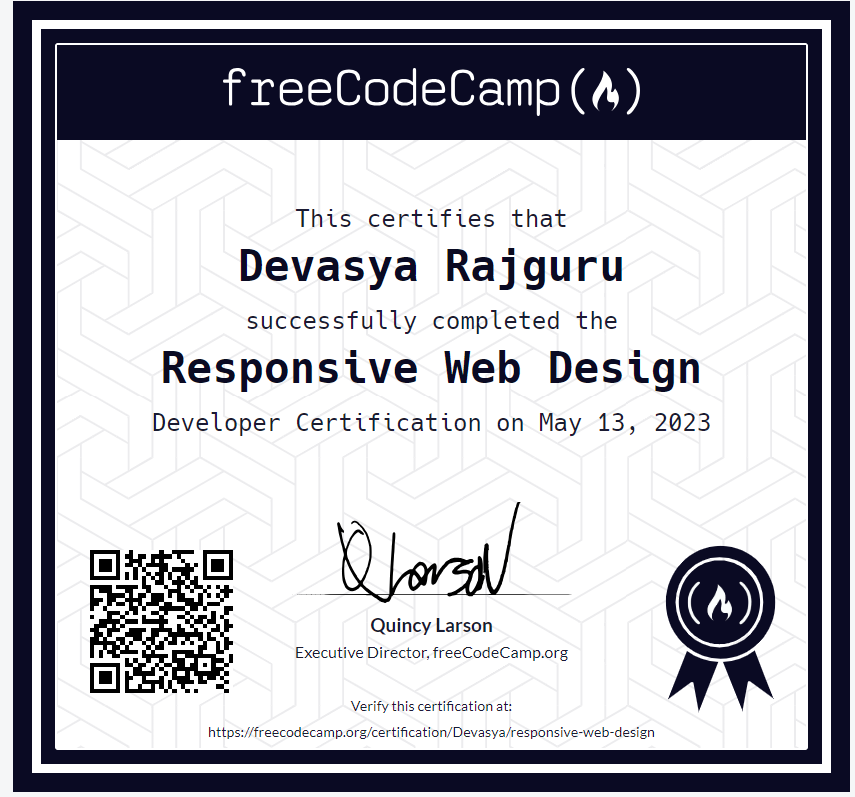 freeCodeCamp
This certifies that
Devasya Rajguru
successfully completed the
Responsive Web Design
Developer Certification on May 13, 2023
Q Larson
Quincy Larson
Executive Director, freeCodeCamp.org
Verify this certification at:
https://freecodecamp.org/certification/Devasya/responsive-web-design